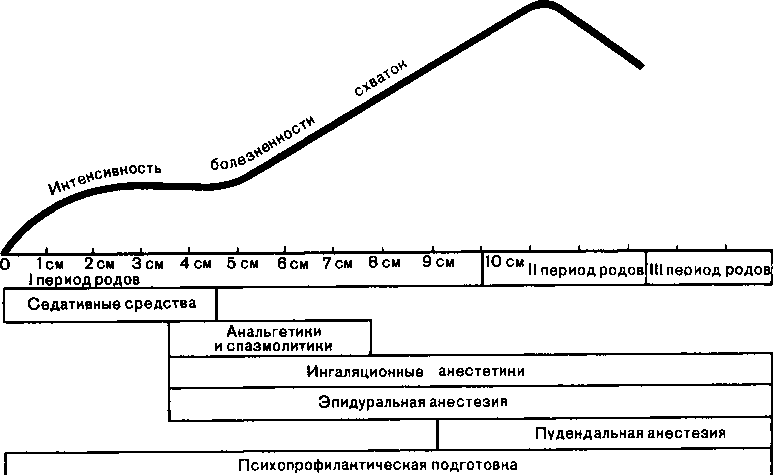 Интенсивность болезненности схваток
0 1 см 2 см 3 см 4 см 5 см 6 см 7 см 8 см 9 см 10 см
I период родов II период родов III период родов
Седативные средства
Анальгетики
и спазмолитики
Ингаляционные анестетики
Эпидуральная анестезия
Пудендальная анестезия
Психопрофилактическая подготовка